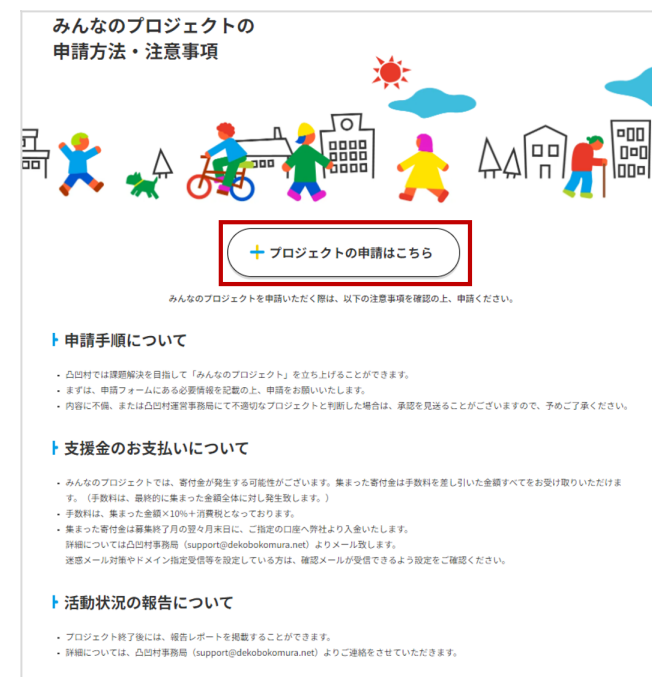 みんなのプロジェクトの
申請方法・注意事項
プロジェクトの申請はこちら
みんなのプロジェクトを申請いただく際は、以下の注意事項を確認の上、申請ください。
申請手順について
・凸凹村では課題解決を目指して「みんなのプロジェクト」を立ち上げることができます。
・まずは、申請フォームにある必要情報を記載の上、申請をお願いいたします。
・内容に不備、または凸凹村運営事務局にて不適切なプロジェクトと判断した場合は、承認を見送ることがございますので、予めご了承ください。
支援金のお支払いについて
・みんなのプロジェクトでは、寄付金が発生する可能性がございます。集まった寄付金は手数料を差し引いた金額すべてをお受け取りいただけま
す。（手数料は、最終的に集まった金額全体に対し発生致します。）
・手数料は、集まった金額×10%＋消費税となっております。
・集まった寄付金は募集終了月の翌々月末日に、ご指定の口座へ弊社より入金いたします。
詳細については凸凹村事務局（support@dekobokomura.net）よりメール致します。
迷惑メール対策やドメイン指定受信等を設定している方は、確認メールが受信できるよう設定をご確認ください。
活動状況の報告について
・プロジェクト終了後には、報告レポートを掲載することができます。
・詳細については、凸凹村事務局（support@dekobokomura.net）よりご連絡をさせていただきます。